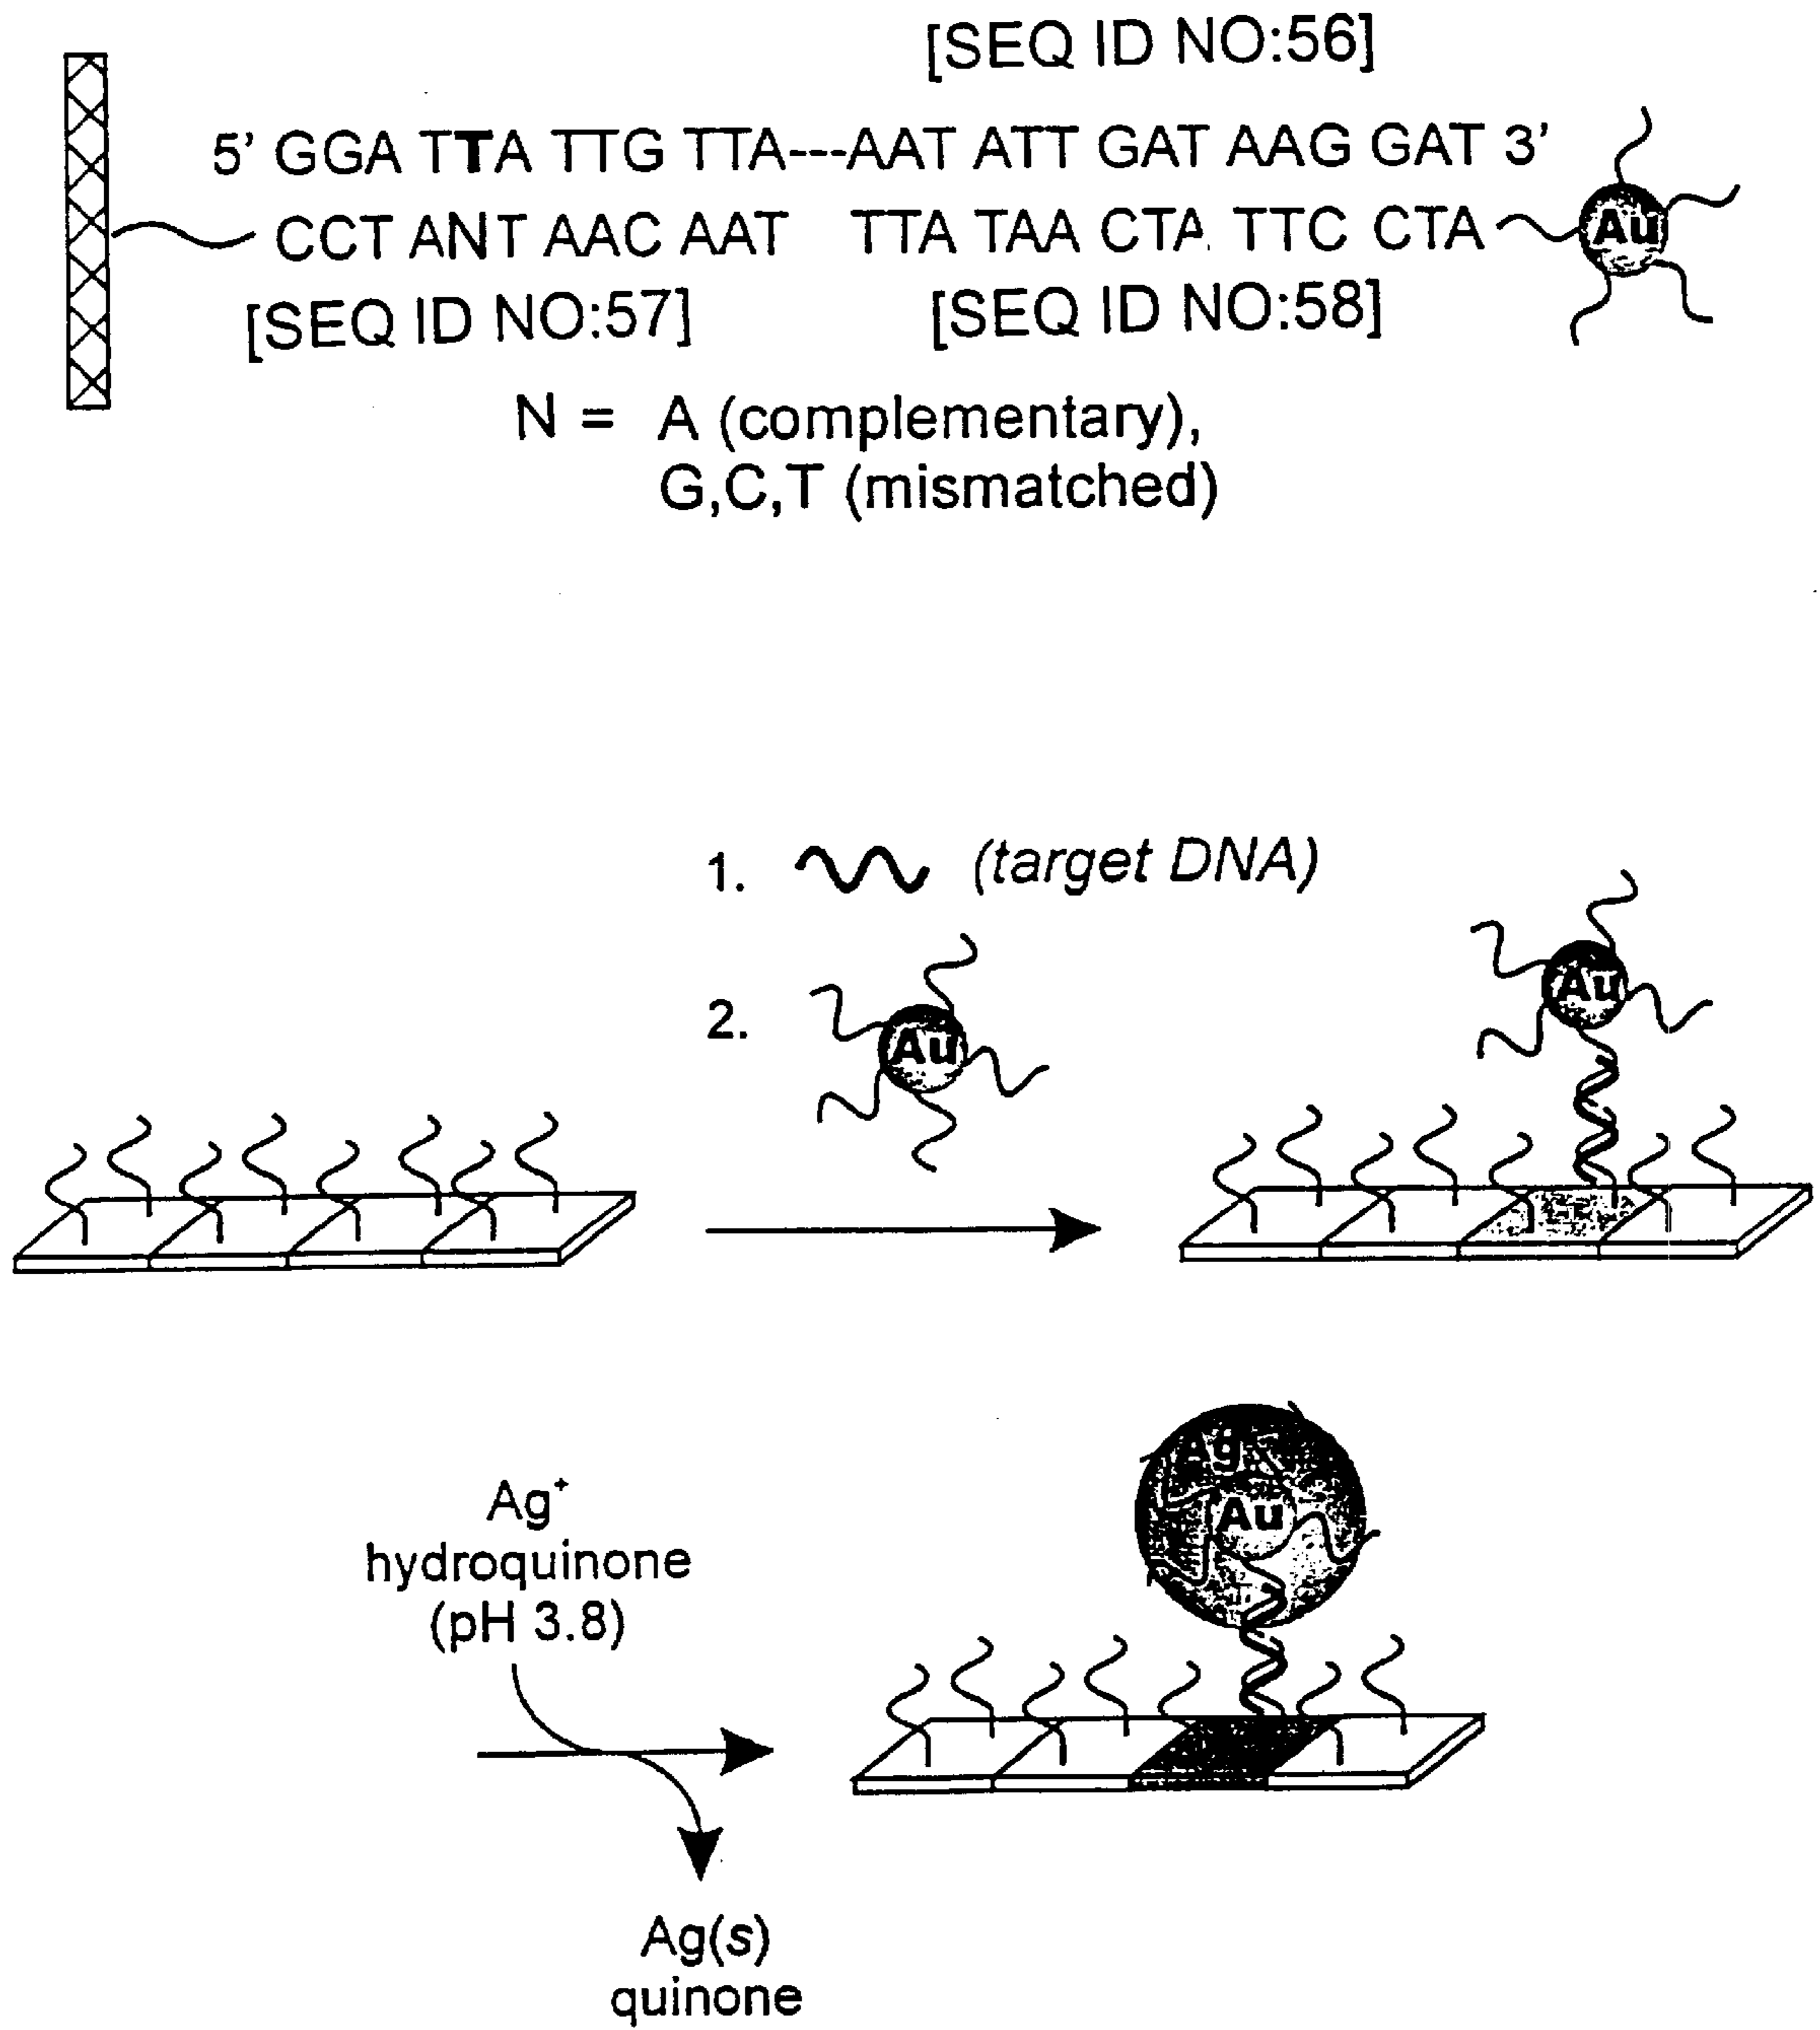 [SEQ ID NO:56]
5' GGA TTA TTG TTA---AAT ATT GAT AAG GAT 3'
CCT ANT AAC AAT TTA TAA CTA TTC CTA
Au
[SEQ ID NO:57] [SEQ ID NO:58]
N = A (complementary),
G,C,T (mismatched)
1. (target DNA)
2.
Au
Au
Ag+
hydroquinone
(pH 3.8)
Ag
Au
Ag(s)
quinone